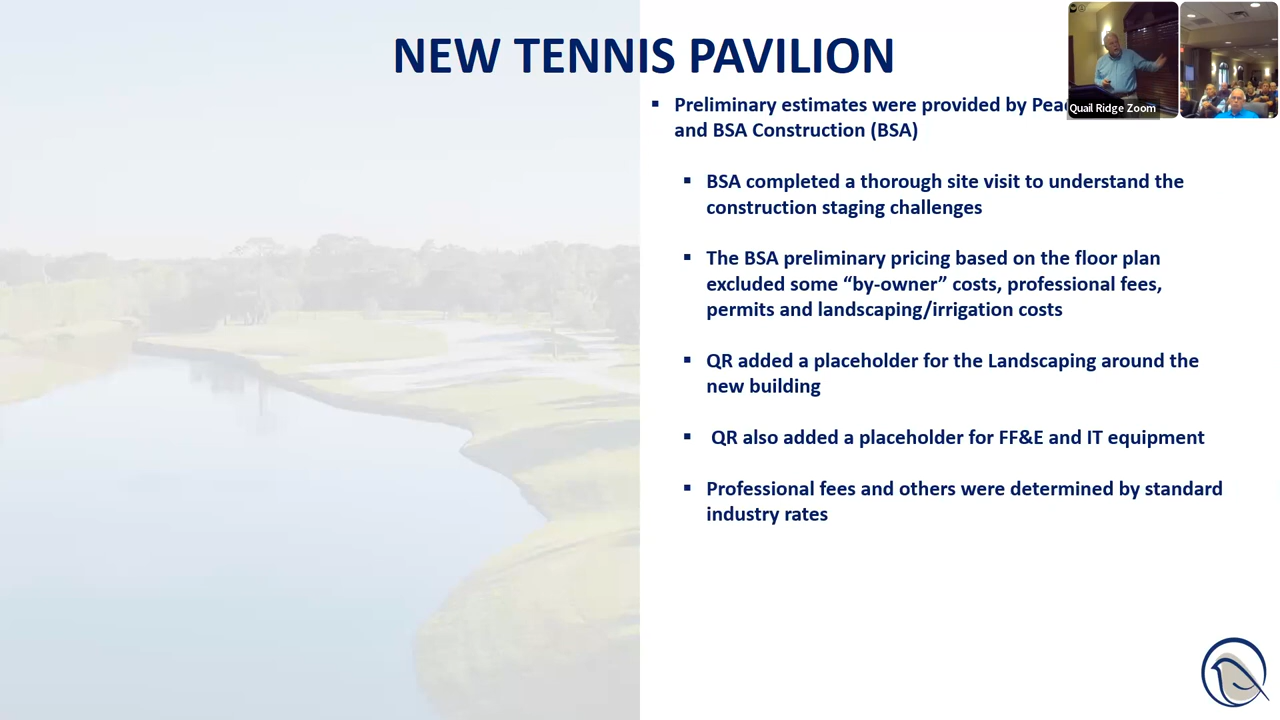 NEW TENNIS PAVILION
▪ Preliminary estimates were provided by
and BSA Construction (BSA)
▪ BSA completed a thorough site visit to understand the
construction staging challenges
▪ The BSA preliminary pricing based on the floor plan
excluded some “by-owner” costs, professional fees,
permits and landscaping/irrigation costs
▪ QR added a placeholder for the Landscaping around the
new building
▪ QR also added a placeholder for FF&E and IT equipment
▪ Professional fees and others were determined by standard
industry rates
Quail Ridge Zoom